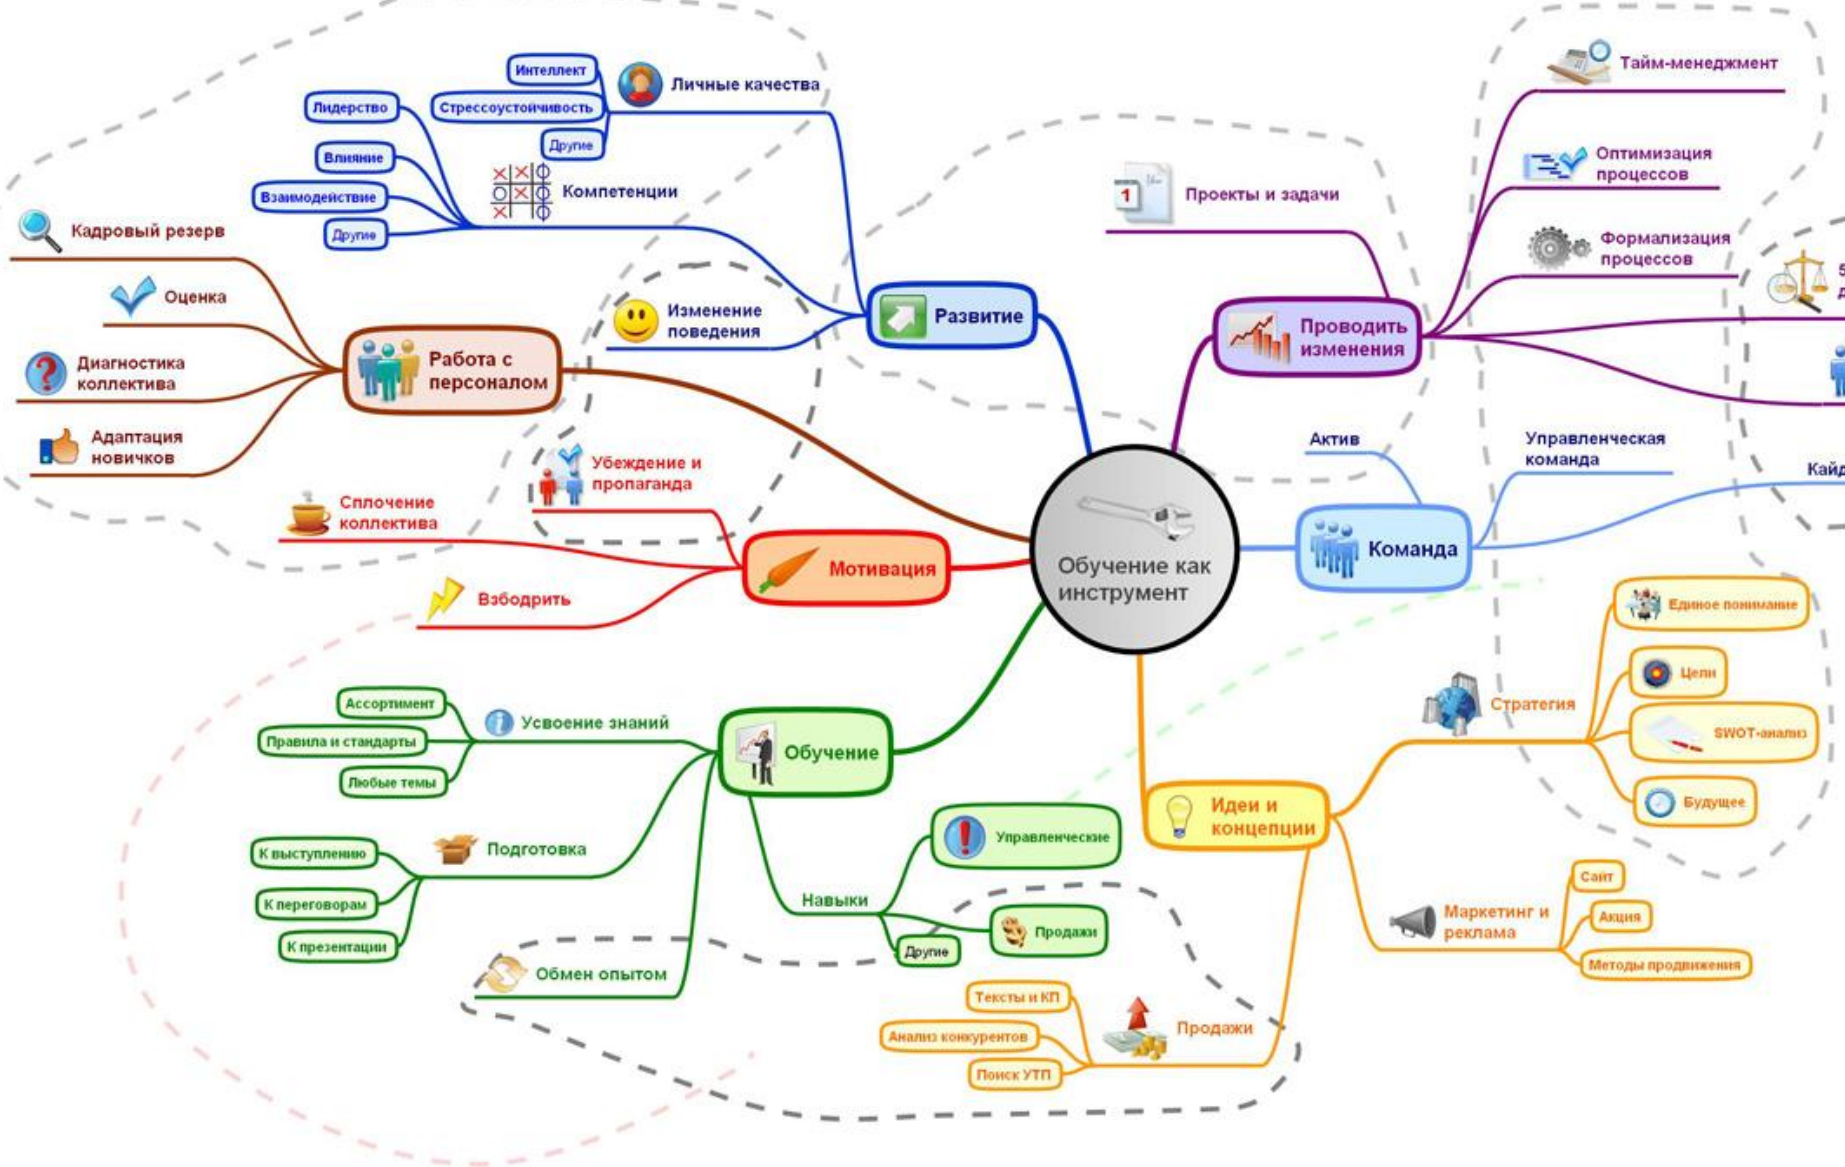 Обучение как
инструмент
Развитие
Личные качества
Интеллект
Стрессоустойчивость
Другие
Компетенции
Лидерство
Влияние
Взаимодействие
Другие
Изменение
поведения
Работа с
персоналом
Кадровый резерв
Оценка
Диагностика
коллектива
Адаптация
новичков
Мотивация
Убеждение и
пропаганда
Сплочение
коллектива
Взбодрить
Обучение
Усвоение знаний
Ассортимент
Правила и стандарты
Любые темы
Подготовка
К выступлению
К переговорам
К презентации
Обмен опытом
Навыки
Управленческие
Продажи
Другие
Проводить
изменения
1
Проекты и задачи
Тайм-менеджмент
Оптимизация
процессов
Формализация
процессов
5
д
Команда
Актив
Управленческая
команда
Кайд
Идеи и
концепции
Стратегия
Единое понимание
Цели
SWOT-анализ
Будущее
Маркетинг и
реклама
Сайт
Акция
Методы продвижения
Продажи
Тексты и КП
Анализ конкурентов
Поиск УТП